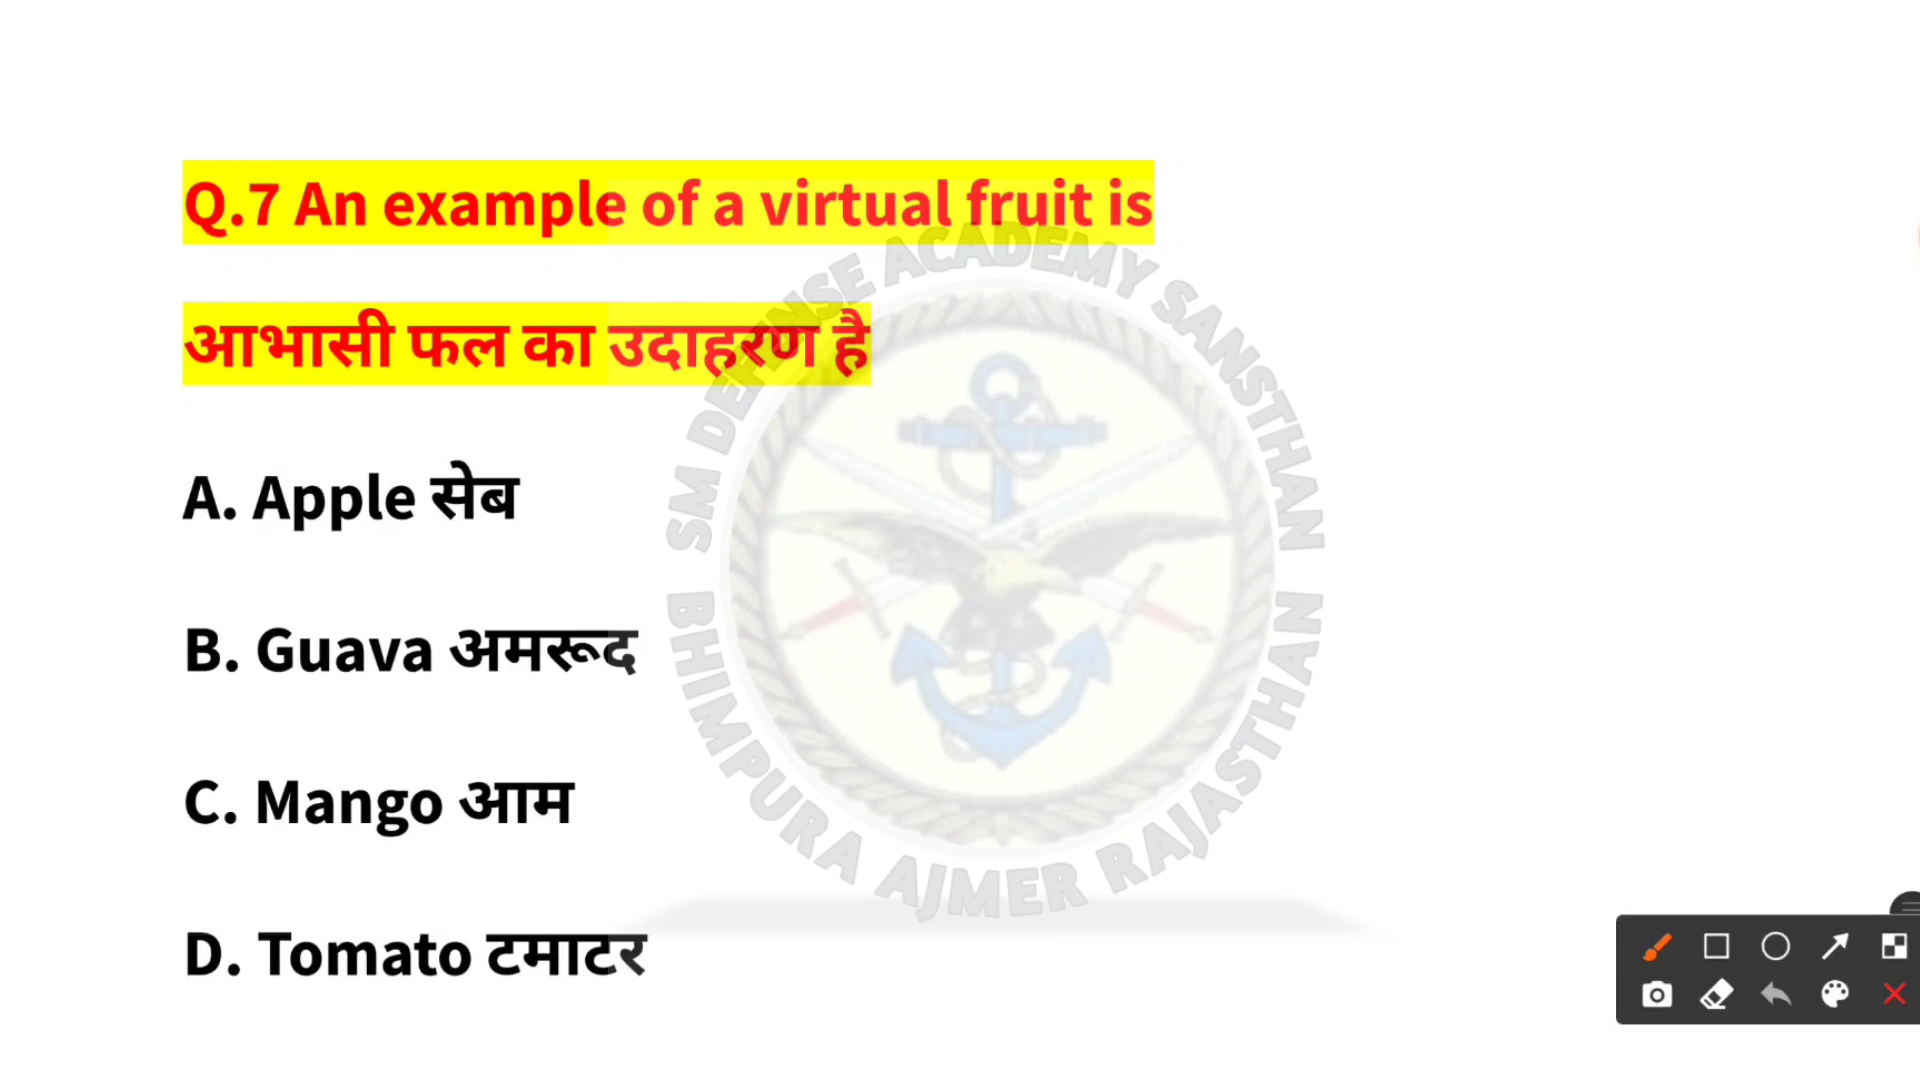 Q.7 An example of a virtual fruit is
आभासी फल का उदाहरण है
A. Apple सेब
B. Guava अमरूद
C. Mango आम
D. Tomato टमाटर
SM DEFENSE ACADEMY SANSTHAN
BHIMPURA AJMER RAJASTHAN